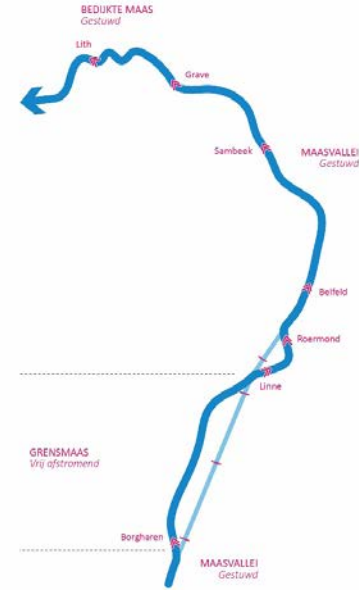 BEDIJKTE MAAS
Gestuwd
Lith
Grave
Sambeek
MAASVALLEI
Gestuwd
Belfeld
Roermond
Linne
GRENSMAAS
Vrij afstromend
Borgharen
MAASVALLEI
Gestuwd